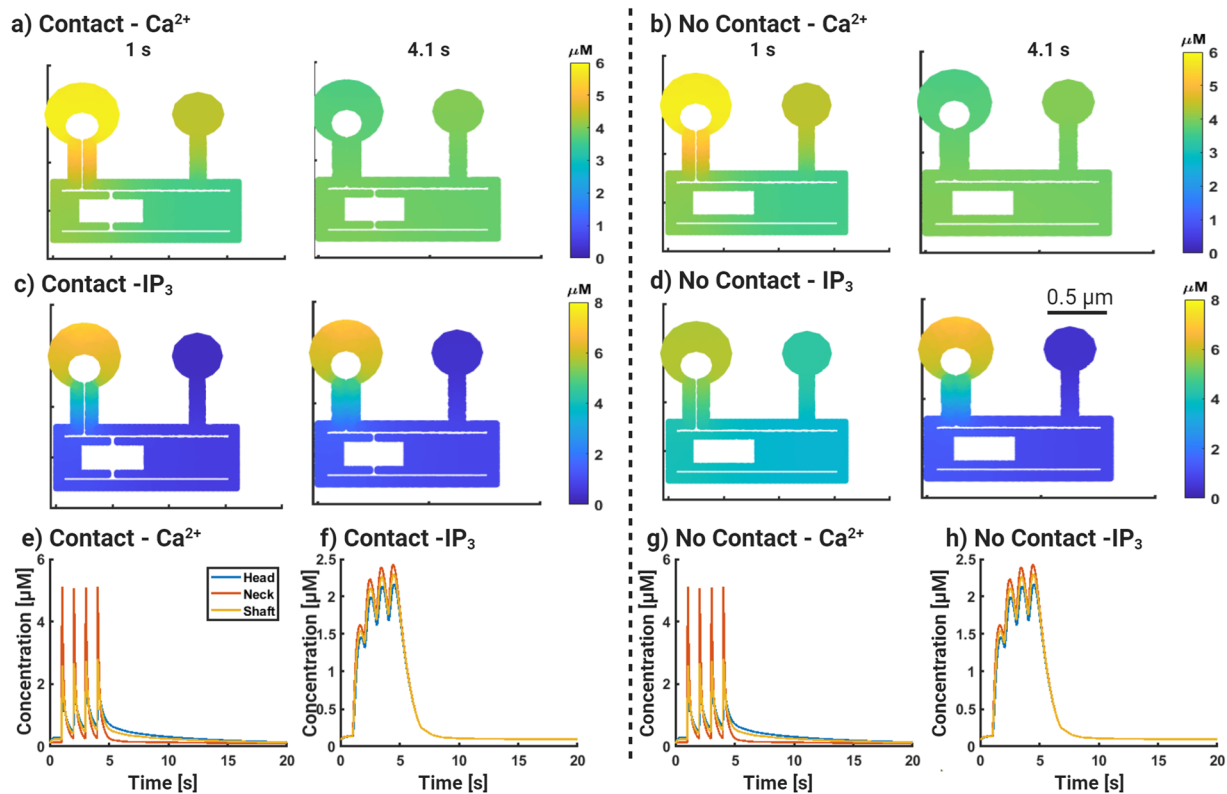 a) Contact - Ca²⁺
b) No Contact - Ca²⁺
1 s
4.1 s
μM
1 s
4.1 s
μM
6
5
4
3
2
1
0
6
5
4
3
2
1
0
c) Contact -IP₃
d) No Contact - IP₃
μM
μM
0.5 μm
8
6
4
2
0
8
6
4
2
0
e) Contact - Ca²⁺
f) Contact -IP₃
g) No Contact - Ca²⁺
h) No Contact -IP₃
Concentration [μM]
6
4
2
0
Head
Neck
Shaft
0
5
10
15
20
Time [s]
Concentration [μM]
2.5
2
1.5
1
0.5
0
0
5
10
15
20
Time [s]
Concentration [μM]
6
4
2
0
0
5
10
15
20
Time [s]
Concentration [μM]
2.5
2
1.5
1
0.5
0
0
5
10
15
20
Time [s]